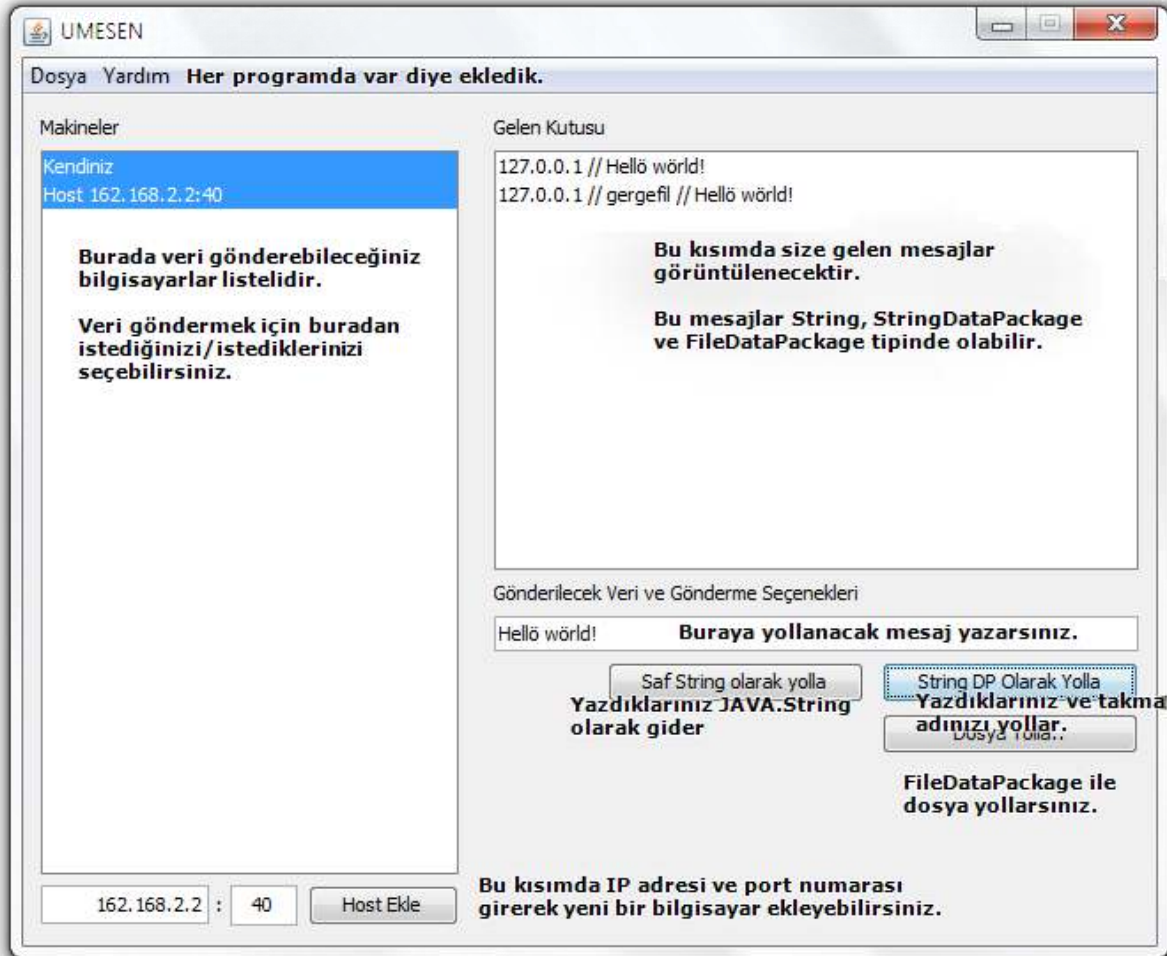 UMESEN
Dosya Yardım Her programda var diye ekledik.
Makineler
Kendiniz
Host 162.168.2.2:40
Burada veri gönderebileceğiniz
bilgisayarlar listelidir.
Veri göndermek için buradan
istediğinizi/istediklerinizi
seçebilirsiniz.
162.168.2.2 : 40 Host Ekle
Bu kısımda IP adresi ve port numarası
girerek yeni bir bilgisayar ekleyebilirsiniz.
Gelen Kutusu
127.0.0.1 // Hellö wörld!
127.0.0.1 // gergefil // Hellö wörld!
Bu kısımda size gelen mesajlar
görüntülenecektir.
Bu mesajlar String, StringDataPackage
ve FileDataPackage tipinde olabilir.
Gönderilecek Veri ve Gönderme Seçenekleri
Hellö wörld! Buraya yollanacak mesaj yazarsınız.
Saf String olarak yolla
Yazdıklarınız JAVA.String
olarak gider
String DP Olarak Yolla
Yazdıklarınız ve takma
adınızı yollar.
Dosya Yolla..
FileDataPackage ile
dosya yollarsınız.